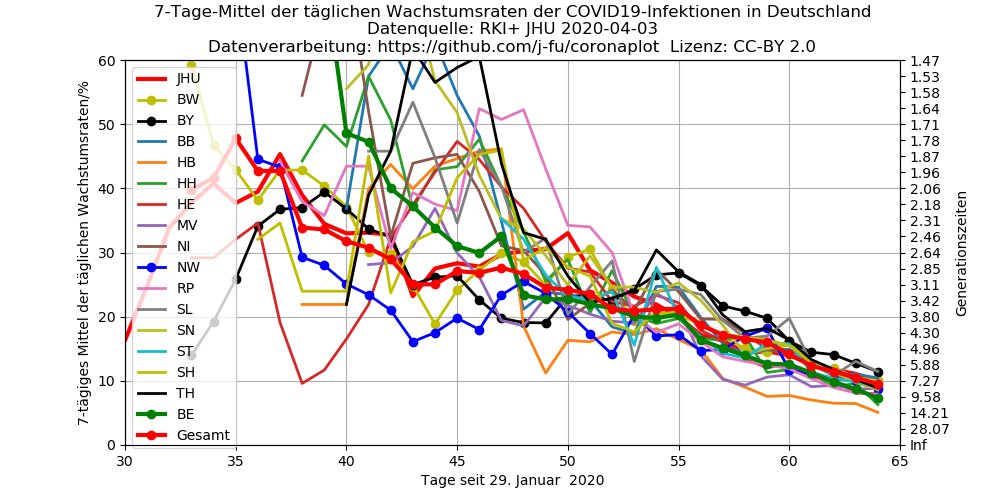 7-Tage-Mittel der täglichen Wachstumsraten der COVID19-Infektionen in Deutschland
Datenquelle: RKI+ JHU 2020-04-03
Datenverarbeitung: https://github.com/j-fu/coronaplot  Lizenz: CC-BY 2.0
7-tägiges Mittel der täglichen Wachstumsraten/%
60
50
40
30
20
10
0
JHU
BW
BY
BB
HB
HH
HE
MV
NI
NW
RP
SL
SN
ST
SH
TH
BE
Gesamt
1.47
1.53
1.58
1.64
1.71
1.78
1.87
1.96
2.06
2.18
2.31
2.46
2.64
2.85
3.11
3.42
3.80
4.30
4.96
5.88
7.27
9.58
14.21
28.07
Inf
Generationszeiten
30 35 40 45 50 55 60 65
Tage seit 29. Januar  2020